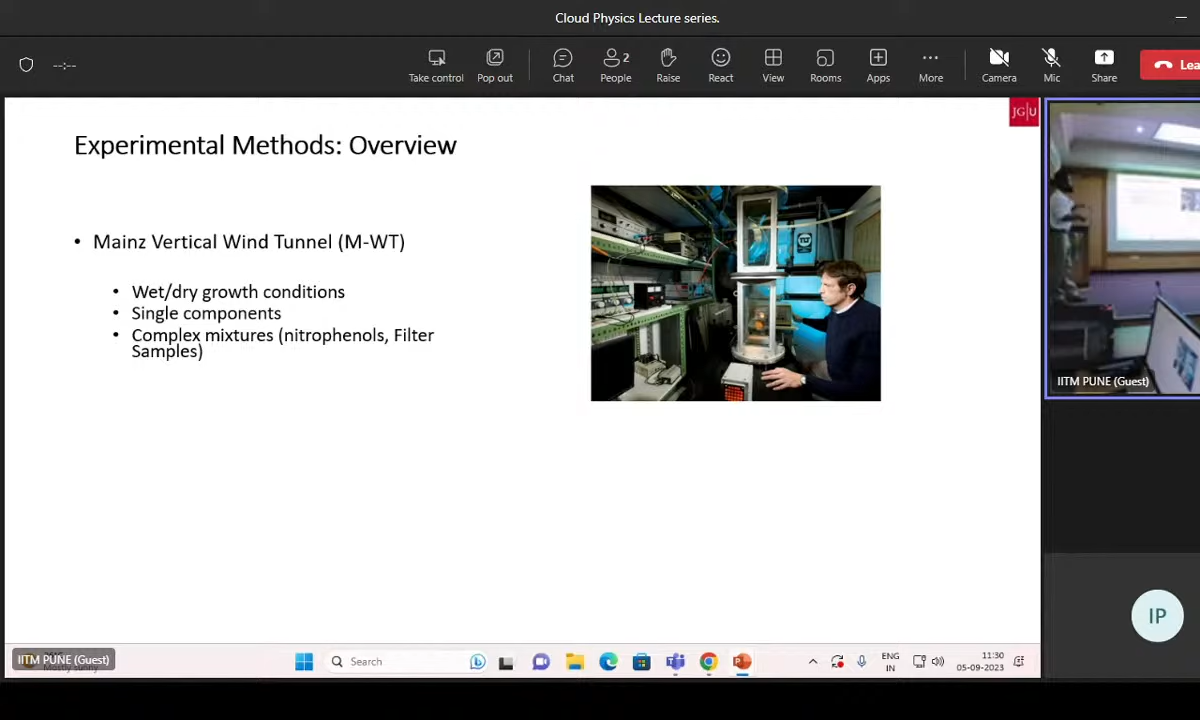 Cloud Physics Lecture series.
--:--
Take control
Pop out
Chat
People
2
Raise
React
View
Rooms
Apps
More
Camera
Mic
Share
Lea
JG|U
Experimental Methods: Overview
• Mainz Vertical Wind Tunnel (M-WT)
• Wet/dry growth conditions
• Single components
• Complex mixtures (nitrophenols, Filter
Samples)
IITM PUNE (Guest)
IP
IITM PUNE (Guest)
Search
ENG
IN
11:30
05-09-2023